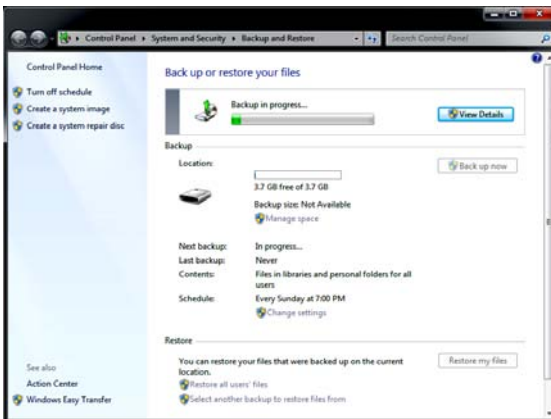 Control Panel ▸ System and Security ▸ Backup and Restore
Search Control Panel
Control Panel Home
Turn off schedule
Create a system image
Create a system repair disc
Back up or restore your files
Backup in progress...
View Details
Backup
Location:
Back up now
3.7 GB free of 3.7 GB
Backup size: Not Available
Manage space
Next backup:
In progress...
Last backup:
Never
Contents:
Files in libraries and personal folders for all
users
Schedule:
Every Sunday at 7:00 PM
Change settings
Restore
You can restore your files that were backed up on the current
location.
Restore my files
Restore all users' files
Select another backup to restore files from
See also
Action Center
Windows Easy Transfer